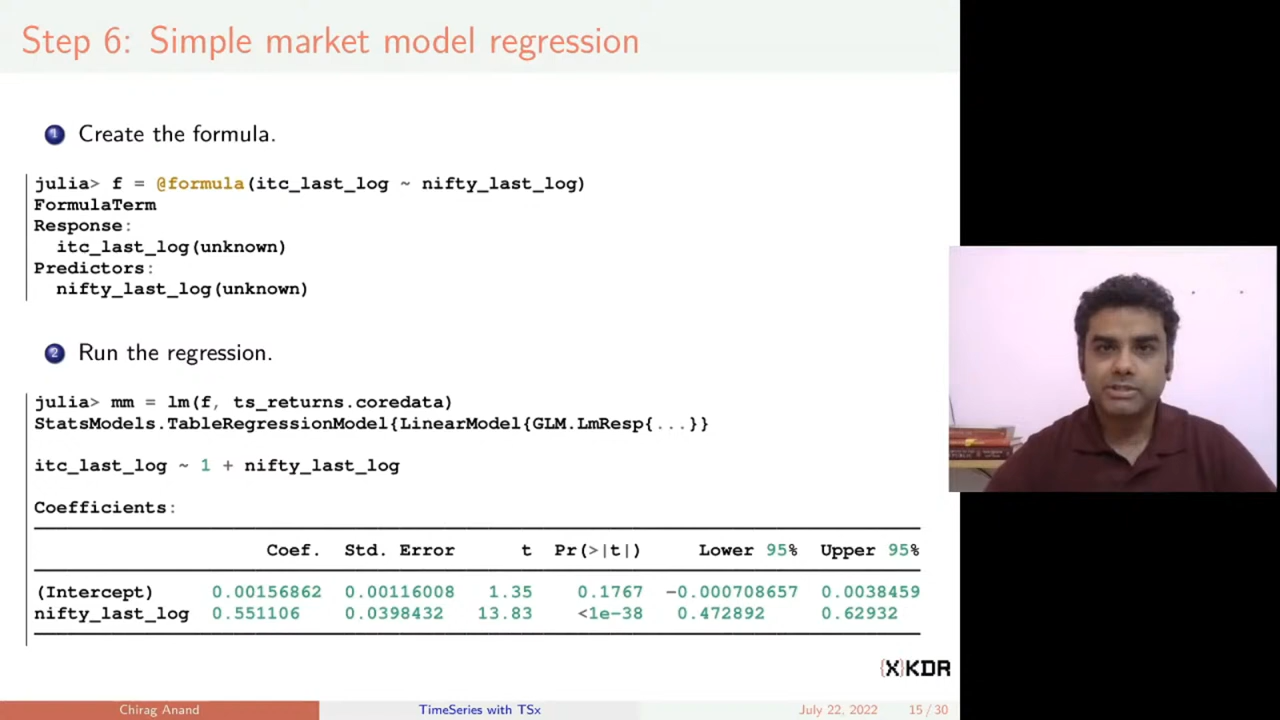 Step 6: Simple market model regression
1 Create the formula.
julia> f = @formula(itc_last_log ~ nifty_last_log)
FormulaTerm
Response:
itc_last_log(unknown)
Predictors:
nifty_last_log(unknown)
2 Run the regression.
julia> mm = lm(f, ts_returns.coredata)
StatsModels.TableRegressionModel{LinearModel{GLM.LmResp{...}}
itc_last_log ~ 1 + nifty_last_log
Coefficients:
Coef. Std. Error t Pr(>|t|) Lower 95% Upper 95%
(Intercept) 0.00156862 0.00116008 1.35 0.1767 -0.000708657 0.0038459
nifty_last_log 0.551106 0.0398432 13.83 <1e-38 0.472892 0.62932
{X}KDR
Chirag Anand TimeSeries with TSx July 22, 2022 15 / 30